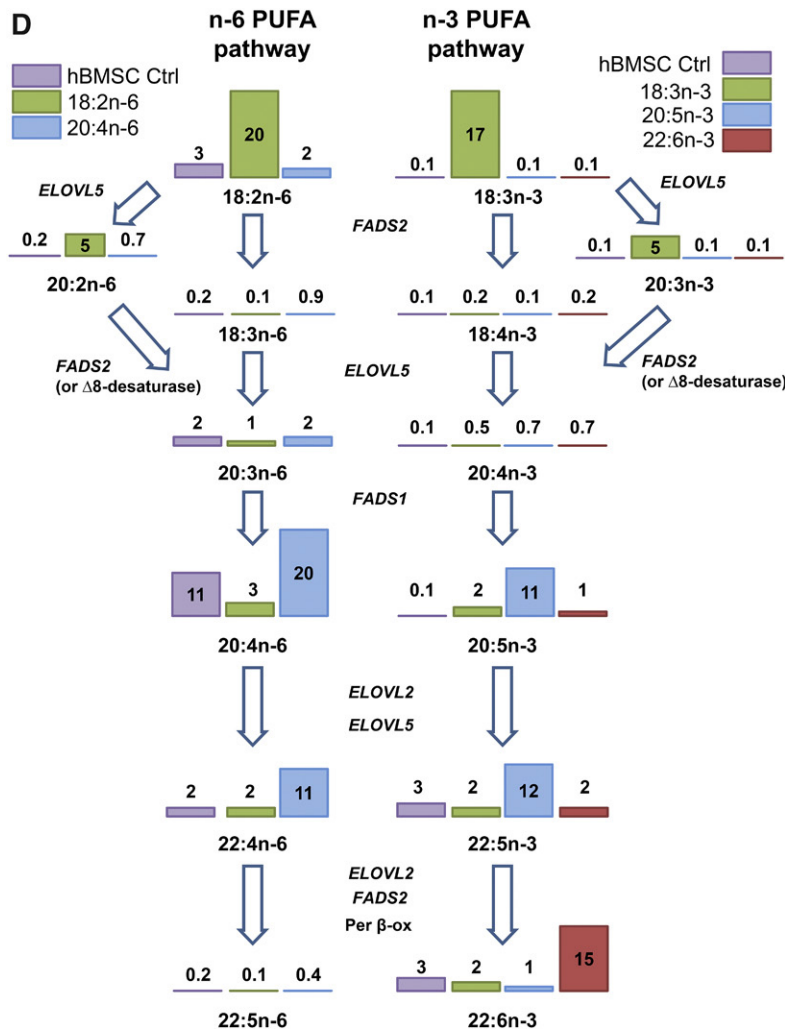 D
n-6 PUFA
pathway
n-3 PUFA
pathway
hBMSC Ctrl
18:2n-6
20:4n-6
hBMSC Ctrl
18:3n-3
20:5n-3
22:6n-3
3 20 2
18:2n-6
0.1 17 0.1 0.1
18:3n-3
ELOVL5
FADS2
ELOVL5
0.2 5 0.7
20:2n-6
0.1 5 0.1 0.1
20:3n-3
0.2 0.1 0.9
18:3n-6
0.1 0.2 0.1 0.2
18:4n-3
FADS2
(or Δ8-desaturase)
ELOVL5
FADS2
(or Δ8-desaturase)
2 1 2
20:3n-6
0.1 0.5 0.7 0.7
20:4n-3
FADS1
11 3 20
20:4n-6
0.1 2 11 1
20:5n-3
ELOVL2
ELOVL5
2 2 11
22:4n-6
3 2 12 2
22:5n-3
ELOVL2
FADS2
Per β-ox
0.2 0.1 0.4
22:5n-6
3 2 1 15
22:6n-3